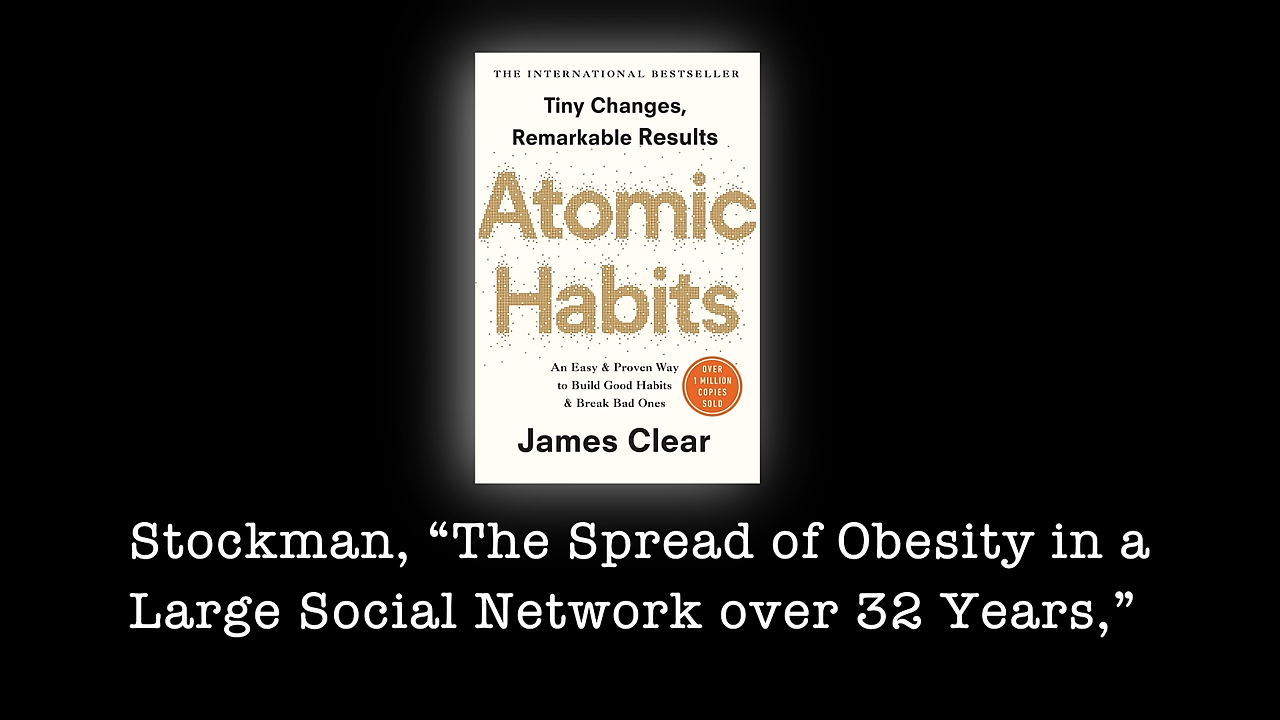 THE INTERNATIONAL BESTSELLER
Tiny Changes,
Remarkable Results
Atomic
Habits
An Easy & Proven Way
to Build Good Habits
& Break Bad Ones
OVER
1 MILLION
COPIES
SOLD
James Clear
Stockman, “The Spread of Obesity in a
Large Social Network over 32 Years,”